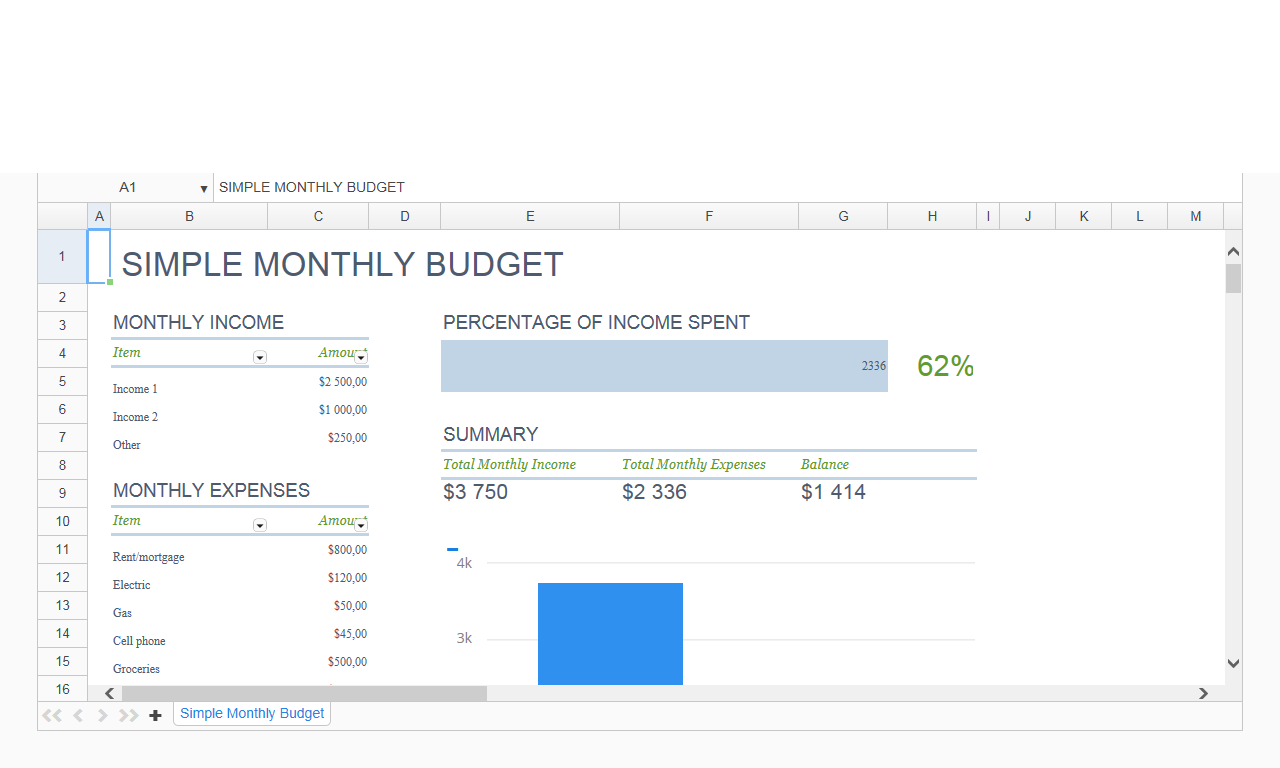 A1 ▼ SIMPLE MONTHLY BUDGET
A B C D E F G H I J K L M
1 SIMPLE MONTHLY BUDGET
2
3 MONTHLY INCOME PERCENTAGE OF INCOME SPENT
4 Item 2336 62%
5 Income 1 $2 500,00
6 Income 2 $1 000,00
7 Other $250,00 SUMMARY
8 Total Monthly Income Total Monthly Expenses Balance
9 MONTHLY EXPENSES $3 750 $2 336 $1 414
10 Item
11 Rent/mortgage $800,00 4k
12 Electric $120,00
13 Gas $50,00
14 Cell phone $45,00 3k
15 Groceries $500,00
16
Simple Monthly Budget